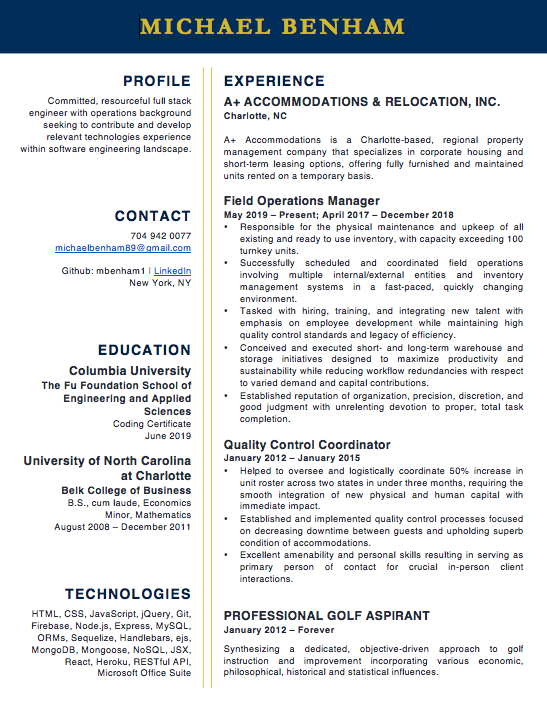 MICHAEL BENHAM
PROFILE
Committed, resourceful full stack
engineer with operations background
seeking to contribute and develop
relevant technologies experience
within software engineering landscape.
CONTACT
704 942 0077
michaelbenham89@gmail.com
Github: mbenham1 | LinkedIn
New York, NY
EDUCATION
Columbia University
The Fu Foundation School of
Engineering and Applied
Sciences
Coding Certificate
June 2019
University of North Carolina
at Charlotte
Belk College of Business
B.S., cum laude, Economics
Minor, Mathematics
August 2008 – December 2011
TECHNOLOGIES
HTML, CSS, JavaScript, jQuery, Git,
Firebase, Node.js, Express, MySQL,
ORMs, Sequelize, Handlebars, ejs,
MongoDB, Mongoose, NoSQL, JSX,
React, Heroku, RESTful API,
Microsoft Office Suite
EXPERIENCE
A+ ACCOMMODATIONS & RELOCATION, INC.
Charlotte, NC
A+ Accommodations is a Charlotte-based, regional property
management company that specializes in corporate housing and
short-term leasing options, offering fully furnished and maintained
units rented on a temporary basis.
Field Operations Manager
May 2019 – Present; April 2017 – December 2018
• Responsible for the physical maintenance and upkeep of all
existing and ready to use inventory, with capacity exceeding 100
turnkey units.
• Successfully scheduled and coordinated field operations
involving multiple internal/external entities and inventory
management systems in a fast-paced, quickly changing
environment.
• Tasked with hiring, training, and integrating new talent with
emphasis on employee development while maintaining high
quality control standards and legacy of efficiency.
• Conceived and executed short- and long-term warehouse and
storage initiatives designed to maximize productivity and
sustainability while reducing workflow redundancies with respect
to varied demand and capital contributions.
• Established reputation of organization, precision, discretion, and
good judgment with unrelenting devotion to proper, total task
completion.
Quality Control Coordinator
January 2012 – January 2015
• Helped to oversee and logistically coordinate 50% increase in
unit roster across two states in under three months, requiring the
smooth integration of new physical and human capital with
immediate impact.
• Established and implemented quality control processes focused
on decreasing downtime between guests and upholding superb
condition of accommodations.
• Excellent amenability and personal skills resulting in serving as
primary person of contact for crucial in-person client
interactions.
PROFESSIONAL GOLF ASPIRANT
January 2012 – Forever
Synthesizing a dedicated, objective-driven approach to golf
instruction and improvement incorporating various economic,
philosophical, historical and statistical influences.